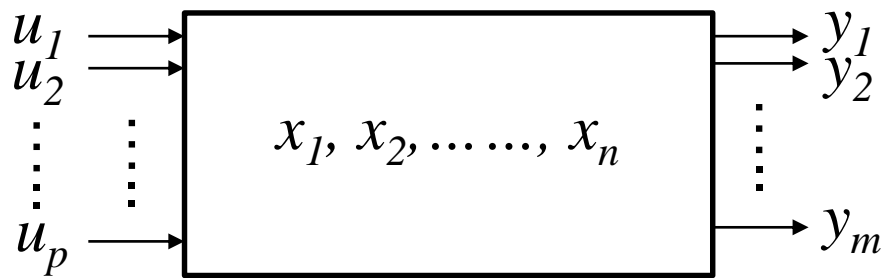 u1
u2
up
x1, x2, ... ..., xn
y1
y2
ym